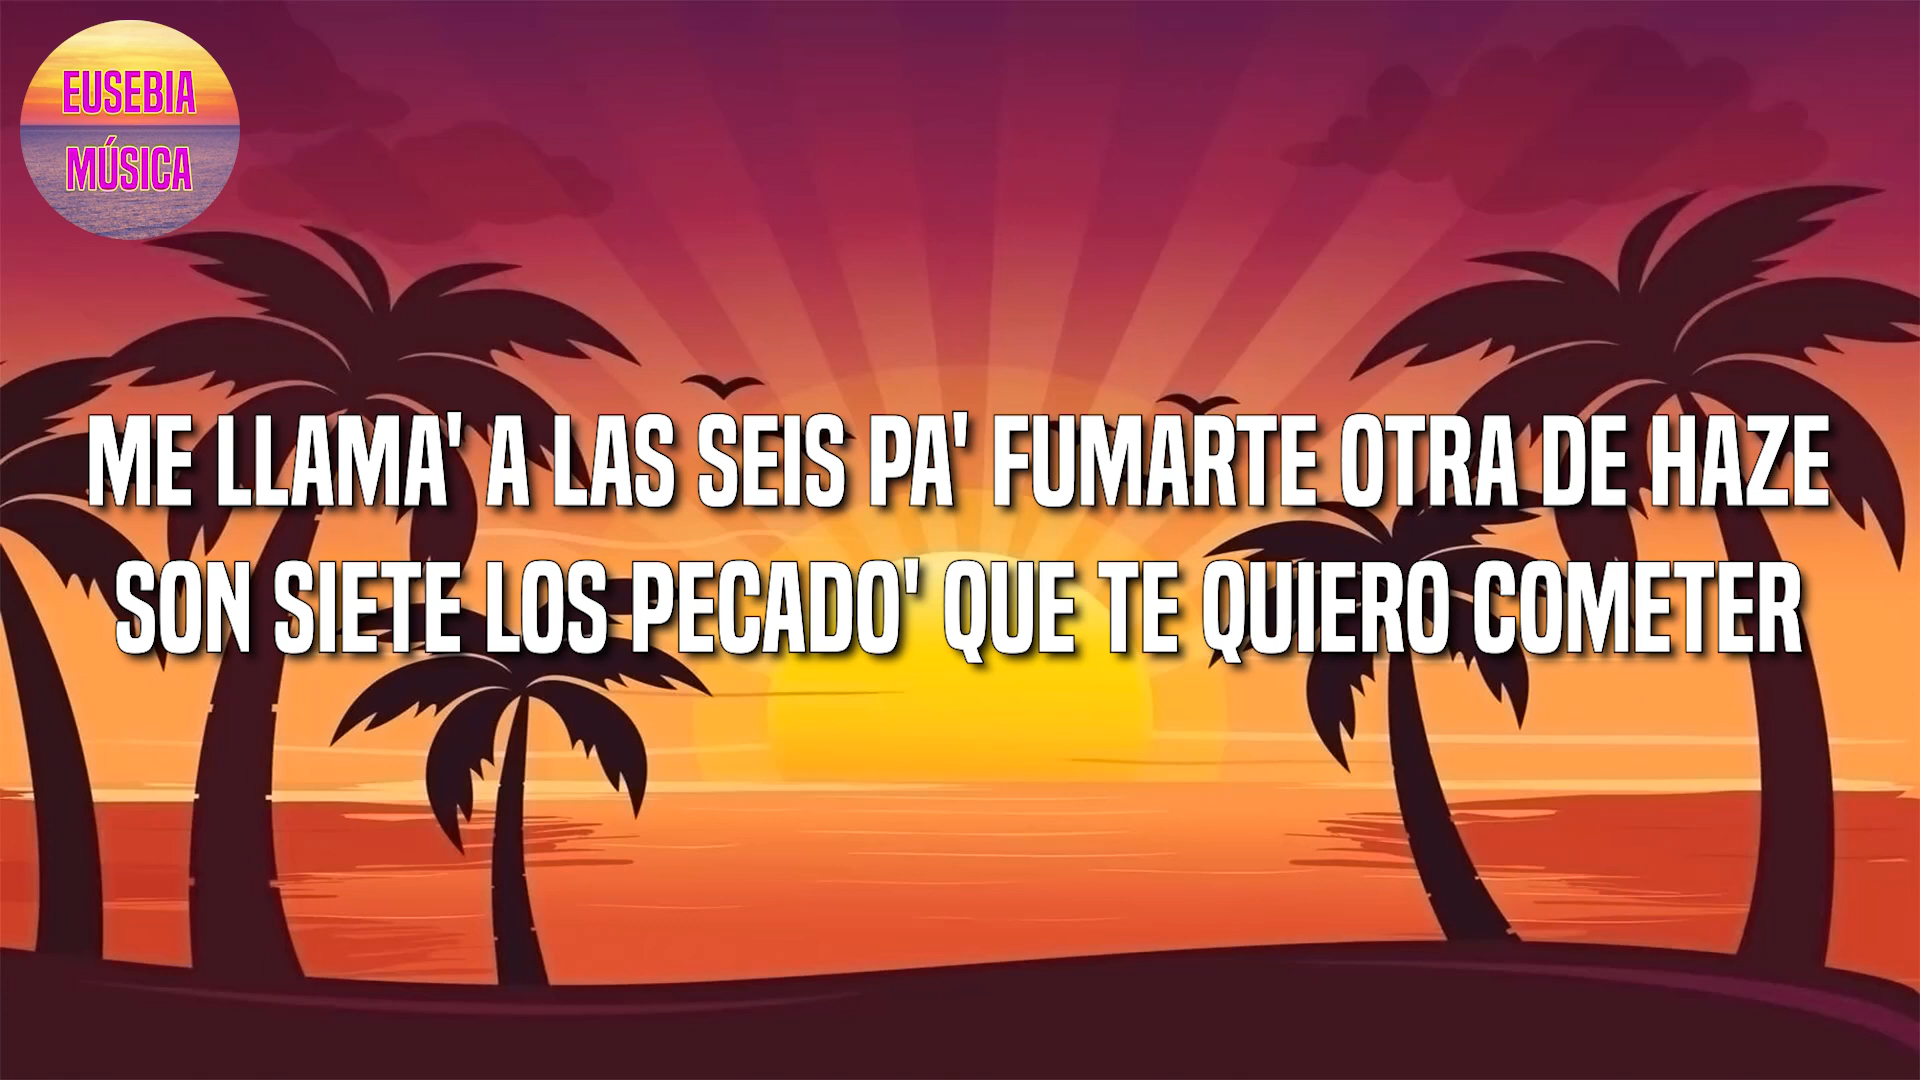 EUSEBIA
MÚSICA
ME LLAMA' A LAS SEIS PA' FUMARTE OTRA DE HAZE
SON SIETE LOS PECADO' QUE TE QUIERO COMETER